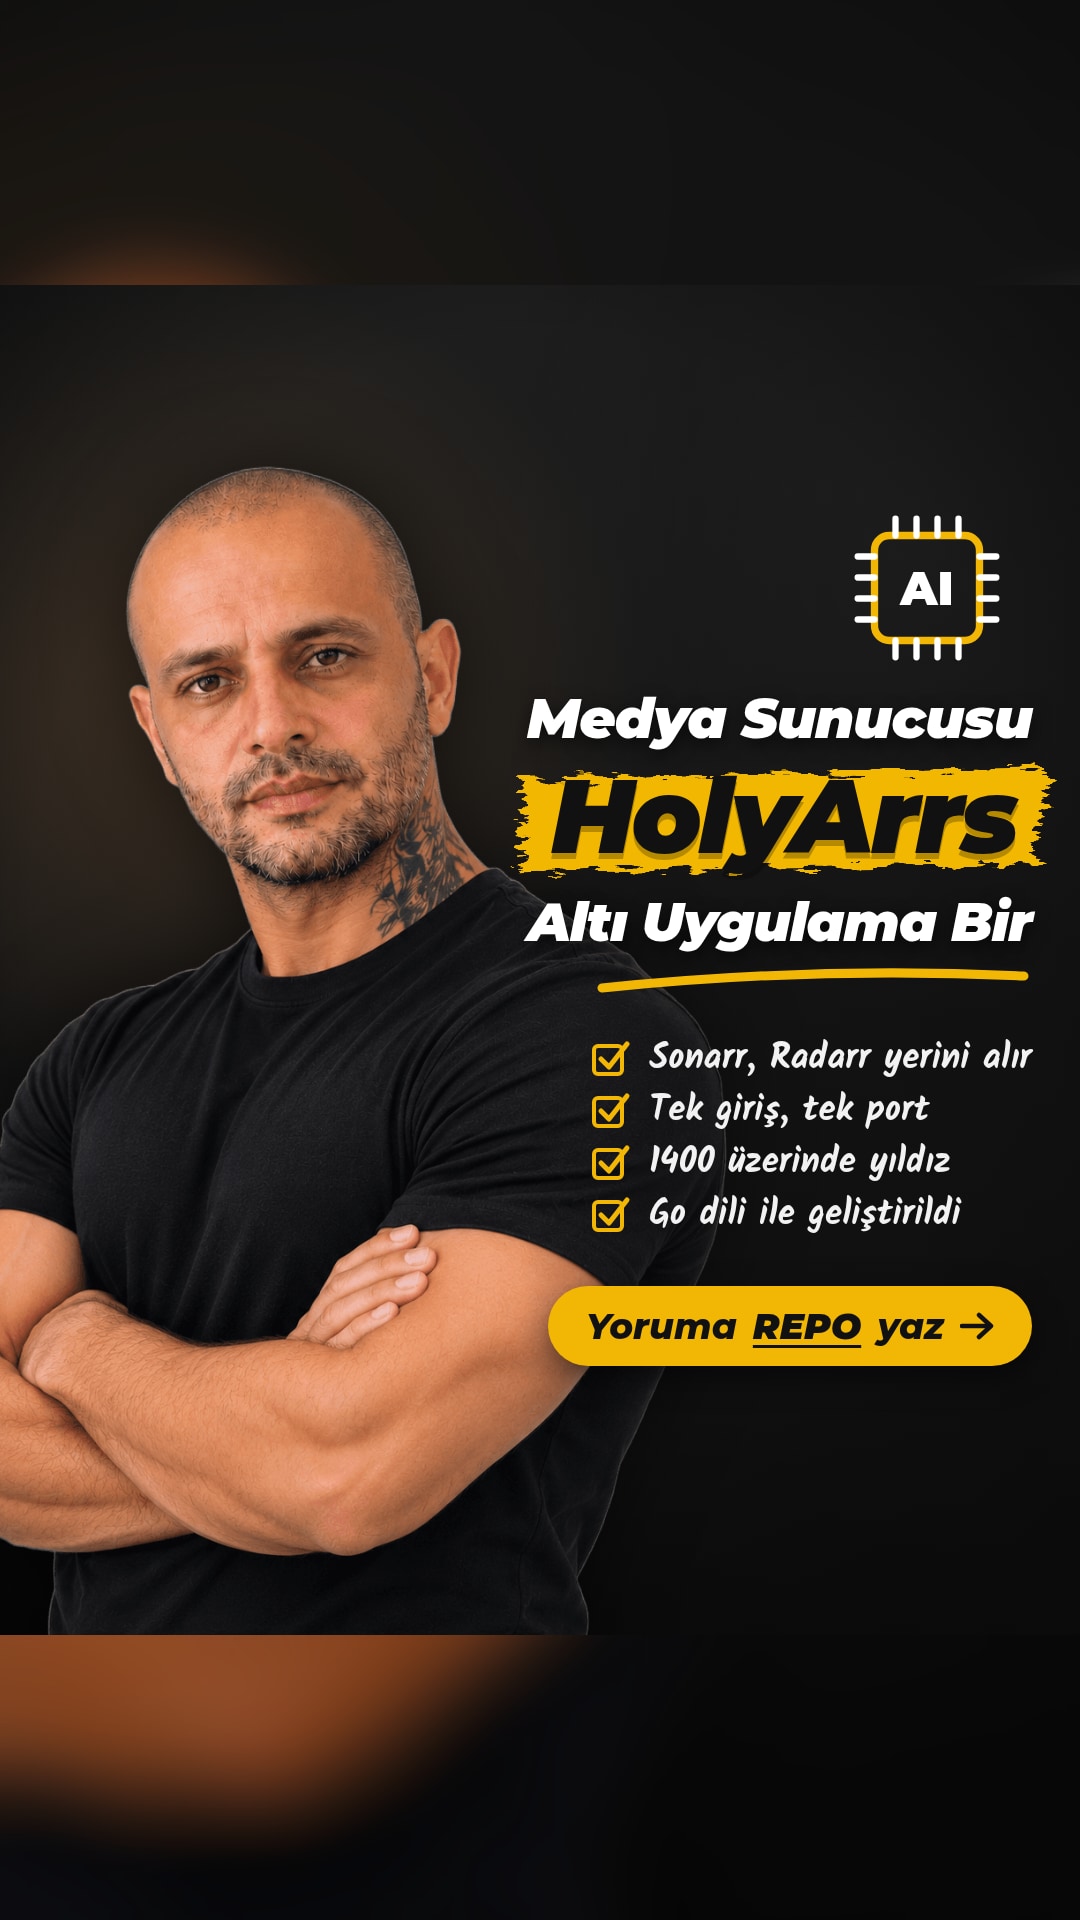 AI
Medya Sunucusu
HolyArrs
Altı Uygulama Bir
Sonarr, Radarr yerini alır
Tek giriş, tek port
1400 üzerinde yıldız
Go dili ile geliştirildi
Yoruma REPO yaz →